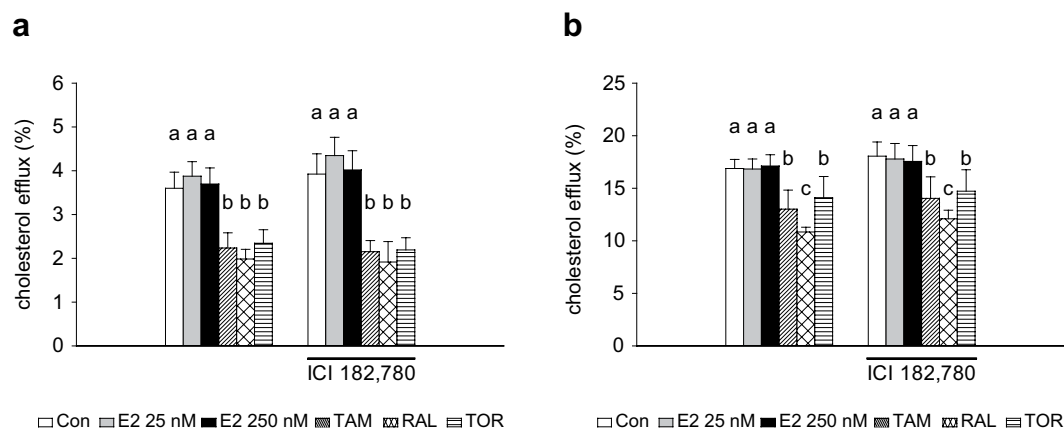 a
cholesterol efflux (%)
6
5
4
3
2
1
0
a a a
b b b
a a a
b b b
ICI 182,780
Con E2 25 nM E2 250 nM TAM RAL TOR
b
cholesterol efflux (%)
25
20
15
10
5
0
a a a
b c b
a a a
b c b
ICI 182,780
Con E2 25 nM E2 250 nM TAM RAL TOR